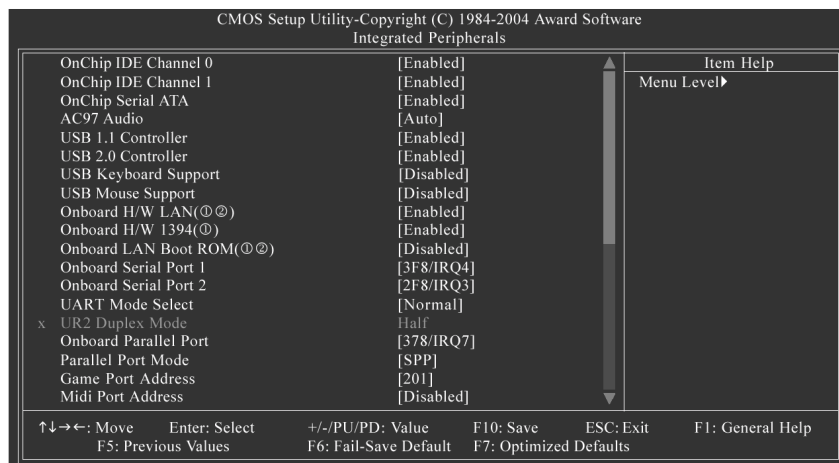 CMOS Setup Utility-Copyright (C) 1984-2004 Award Software
Integrated Peripherals
OnChip IDE Channel 0 [Enabled]
OnChip IDE Channel 1 [Enabled]
OnChip Serial ATA [Enabled]
AC97 Audio [Auto]
USB 1.1 Controller [Enabled]
USB 2.0 Controller [Enabled]
USB Keyboard Support [Disabled]
USB Mouse Support [Disabled]
Onboard H/W LAN(①②) [Enabled]
Onboard H/W 1394(①) [Enabled]
Onboard LAN Boot ROM(①②) [Disabled]
Onboard Serial Port 1 [3F8/IRQ4]
Onboard Serial Port 2 [2F8/IRQ3]
UART Mode Select [Normal]
x UR2 Duplex Mode Half
Onboard Parallel Port [378/IRQ7]
Parallel Port Mode [SPP]
Game Port Address [201]
Midi Port Address [Disabled]
Item Help
Menu Level▶
↑↓→←: Move Enter: Select +/-/PU/PD: Value F10: Save ESC: Exit F1: General Help
F5: Previous Values F6: Fail-Save Default F7: Optimized Defaults